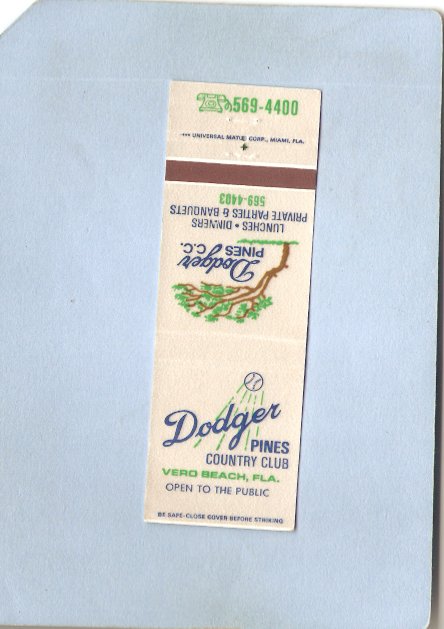 569-4400
UNIVERSAL MATCH CORP., MIAMI, FLA.
569-4403
PRIVATE PARTIES & BANQUETS
LUNCHES • DINNERS
Dodger
PINES
C.C.
Dodger
PINES
COUNTRY CLUB
VERO BEACH, FLA.
OPEN TO THE PUBLIC
BE SAFE-CLOSE COVER BEFORE STRIKING